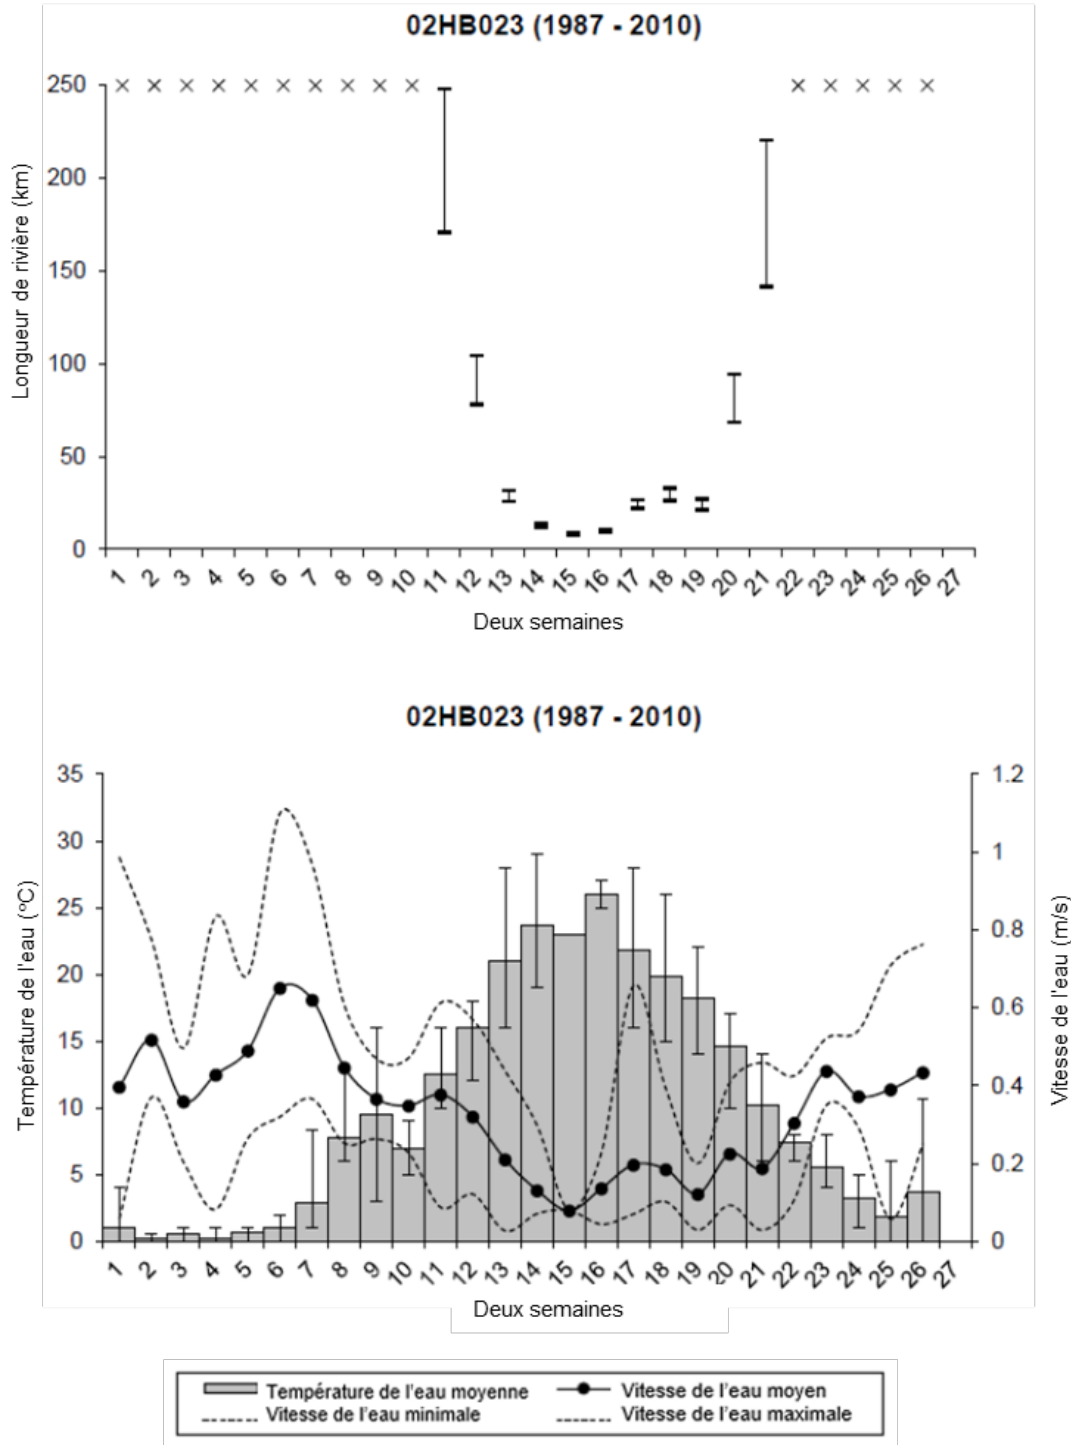 02HB023 (1987 - 2010)
Longueur de rivière (km)
250
200
150
100
50
0
1 2 3 4 5 6 7 8 9 10 11 12 13 14 15 16 17 18 19 20 21 22 23 24 25 26 27
Deux semaines
02HB023 (1987 - 2010)
Température de l'eau (°C)
35
30
25
20
15
10
5
0
1.2
1
0.8
0.6
0.4
0.2
0
Vitesse de l'eau (m/s)
1 2 3 4 5 6 7 8 9 10 11 12 13 14 15 16 17 18 19 20 21 22 23 24 25 26 27
Deux semaines
Température de l'eau moyenne
Vitesse de l'eau moyen
Vitesse de l'eau minimale
Vitesse de l'eau maximale